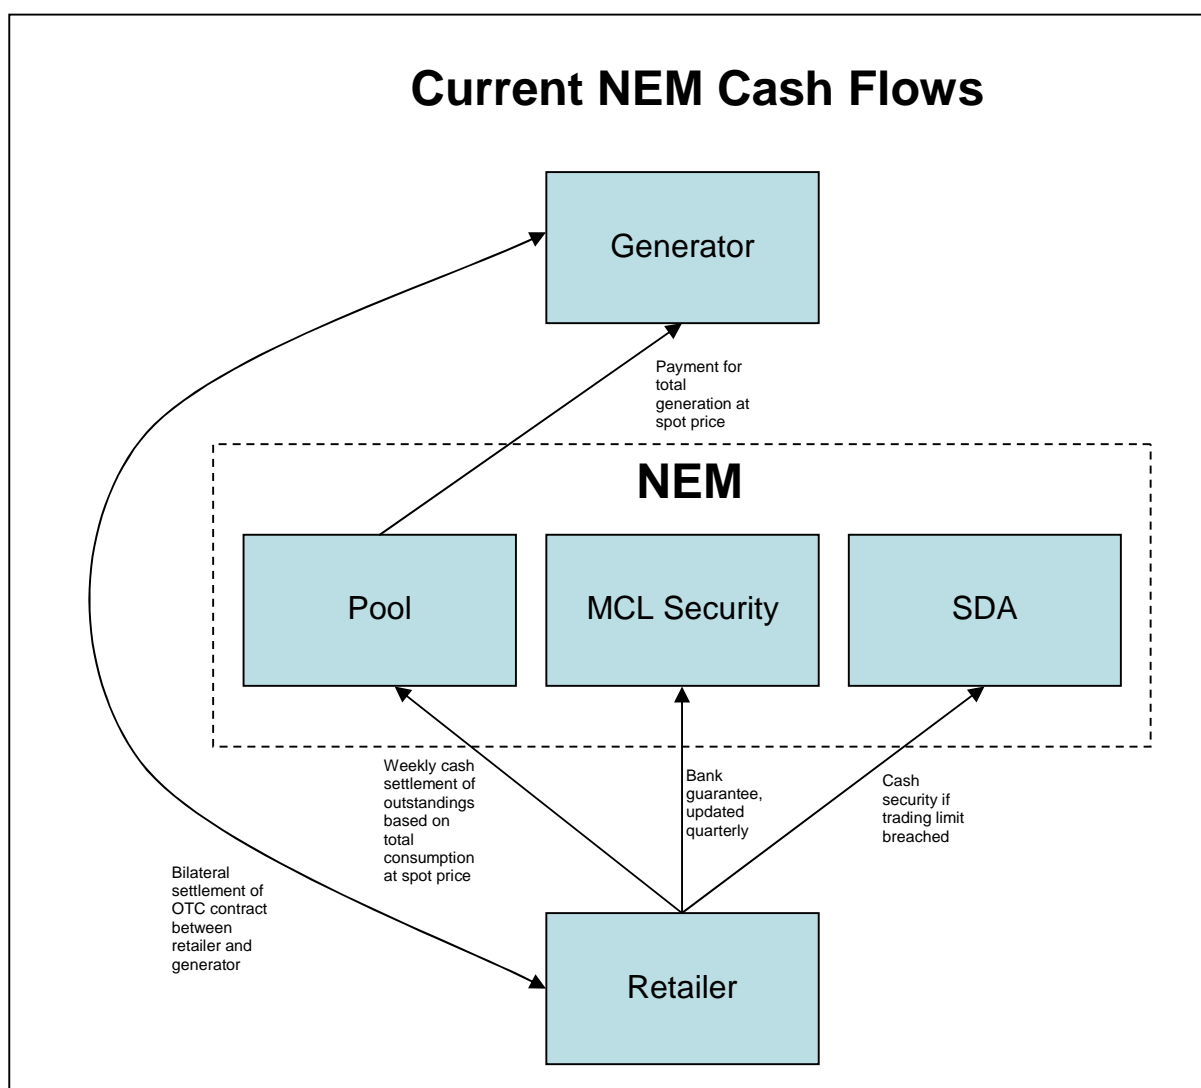 Current NEM Cash Flows
Generator
Payment for
total
generation at
spot price
NEM
Pool
MCL Security
SDA
Weekly cash
settlement of
outstandings
based on
total
consumption
at spot price
Bank
guarantee,
updated
quarterly
Cash
security if
trading limit
breached
Bilateral
settlement of
OTC contract
between
retailer and
generator
Retailer